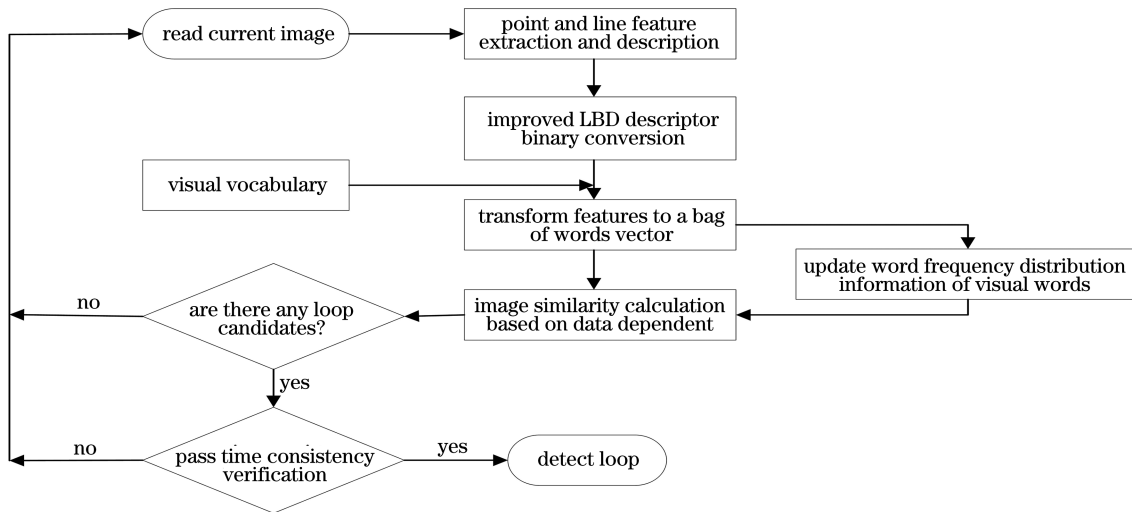 read current image
point and line feature
extraction and description
improved LBD descriptor
binary conversion
visual vocabulary
transform features to a bag
of words vector
update word frequency distribution
information of visual words
image similarity calculation
based on data dependent
are there any loop
candidates?
no
yes
pass time consistency
verification
no
yes
detect loop